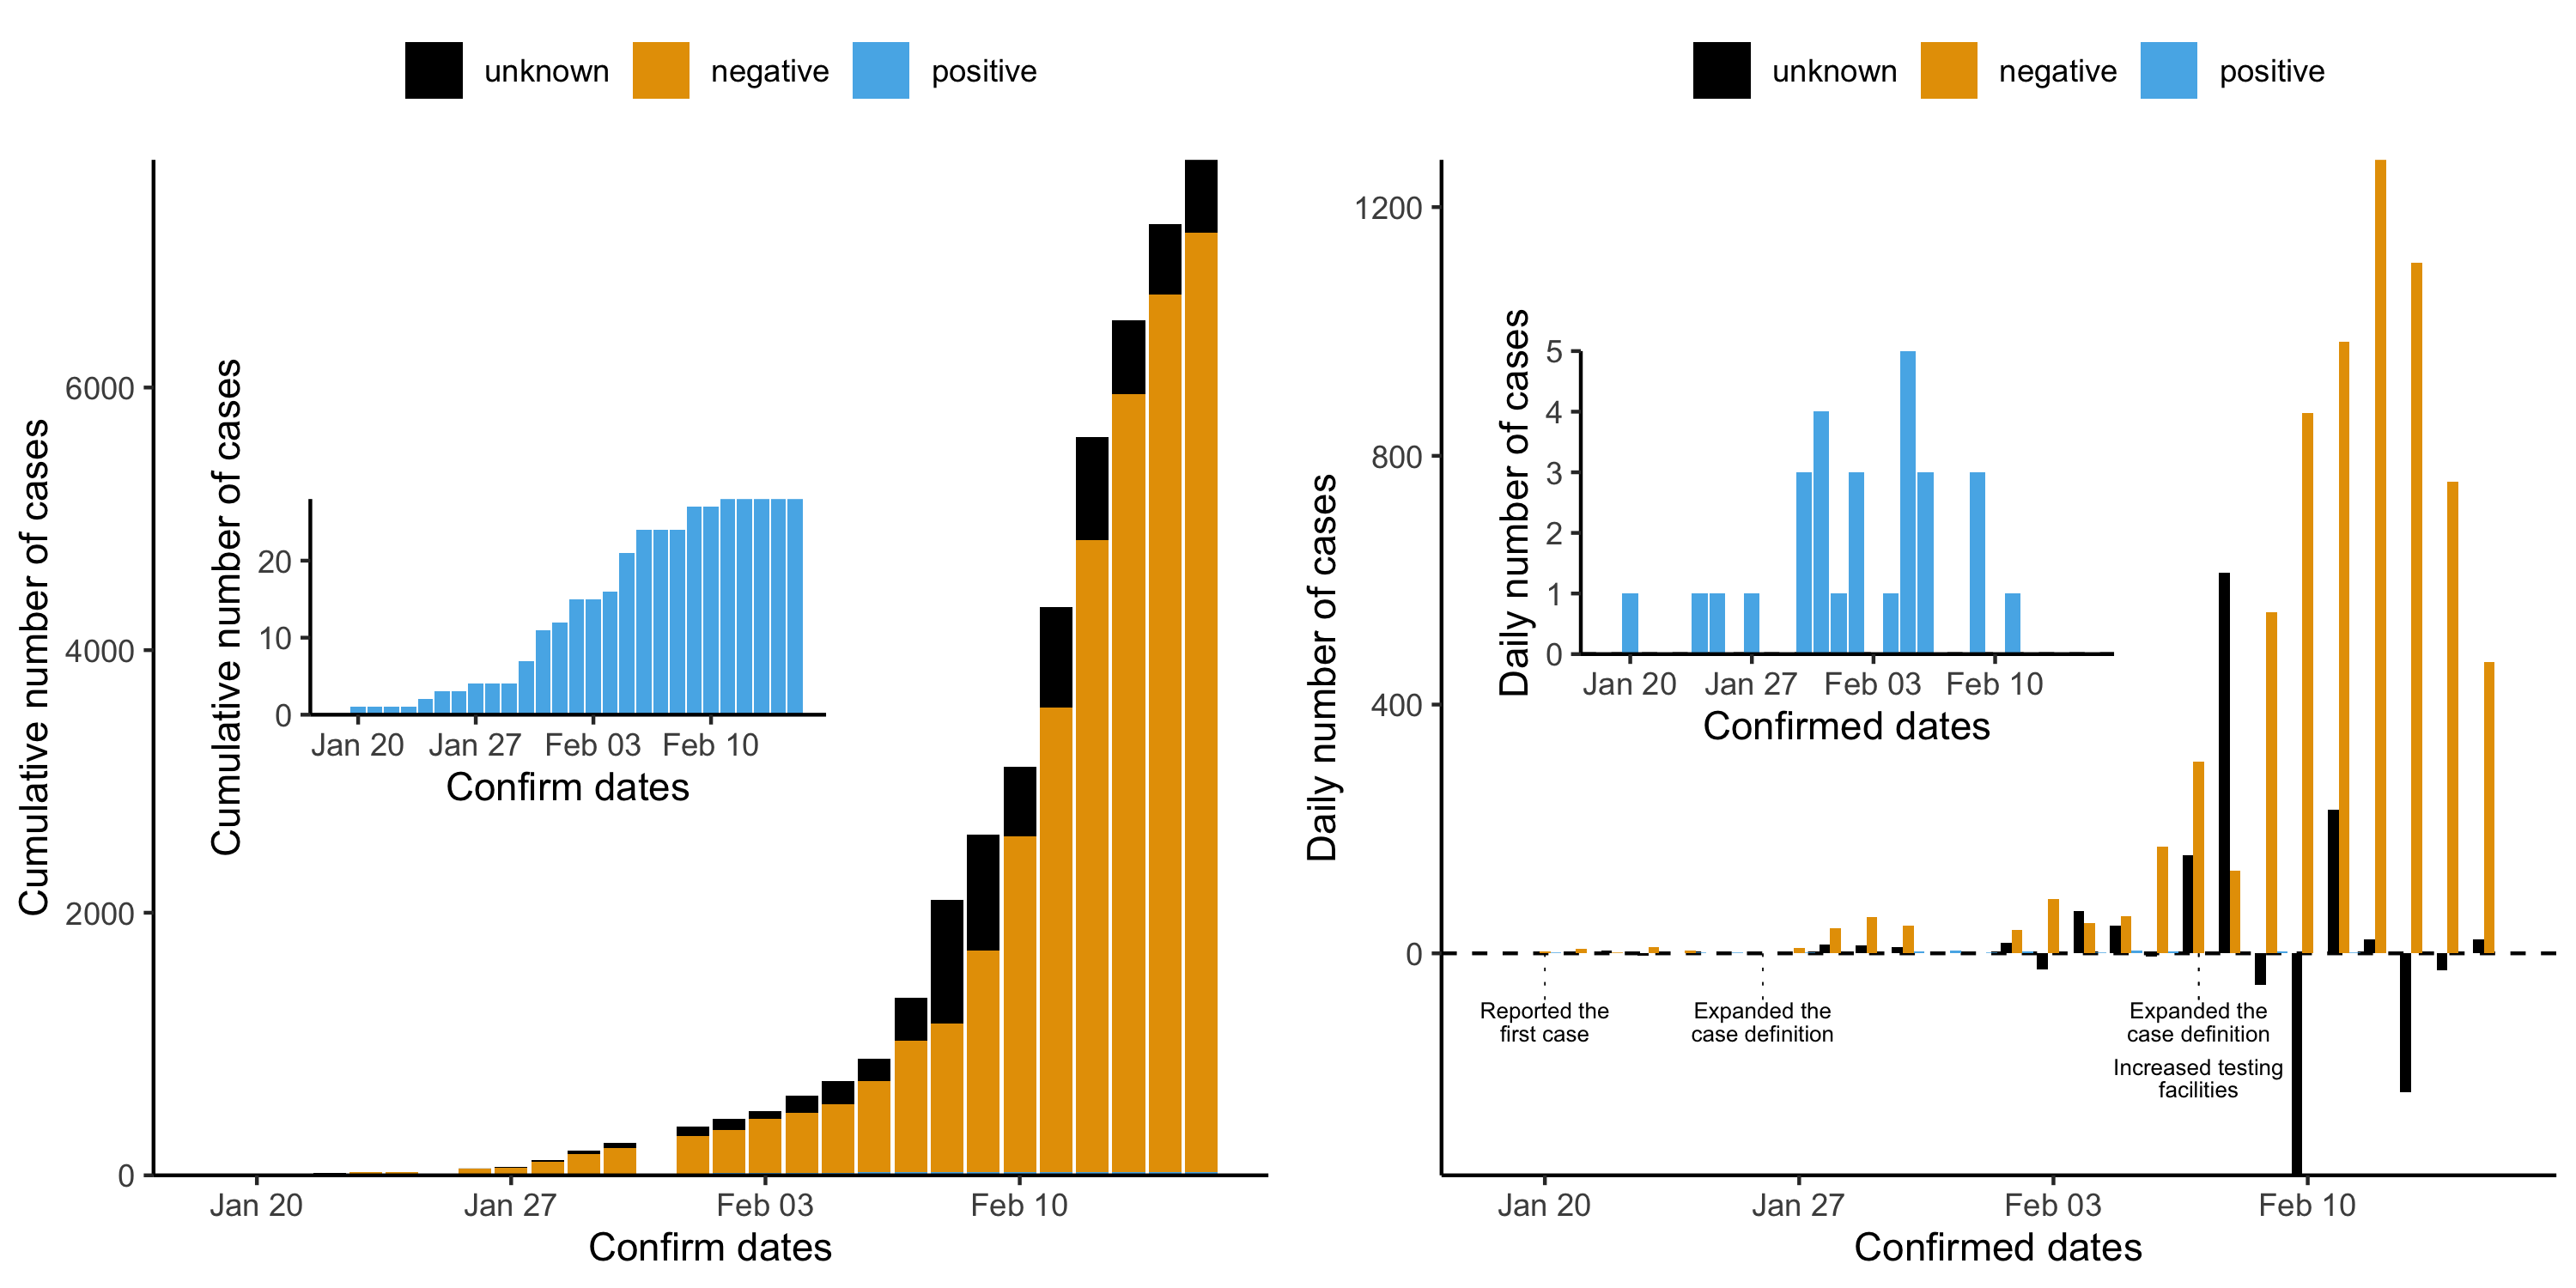 unknown negative positive
Cumulative number of cases
6000
4000
2000
0
Cumulative number of cases
20
10
0
Jan 20 Jan 27 Feb 03 Feb 10
Confirm dates
Jan 20 Jan 27 Feb 03 Feb 10
Confirm dates
unknown negative positive
Daily number of cases
1200
800
400
0
Daily number of cases
5
4
3
2
1
0
Jan 20 Jan 27 Feb 03 Feb 10
Confirmed dates
Reported the
first case
Expanded the
case definition
Expanded the
case definition
Increased testing
facilities
Jan 20 Jan 27 Feb 03 Feb 10
Confirmed dates